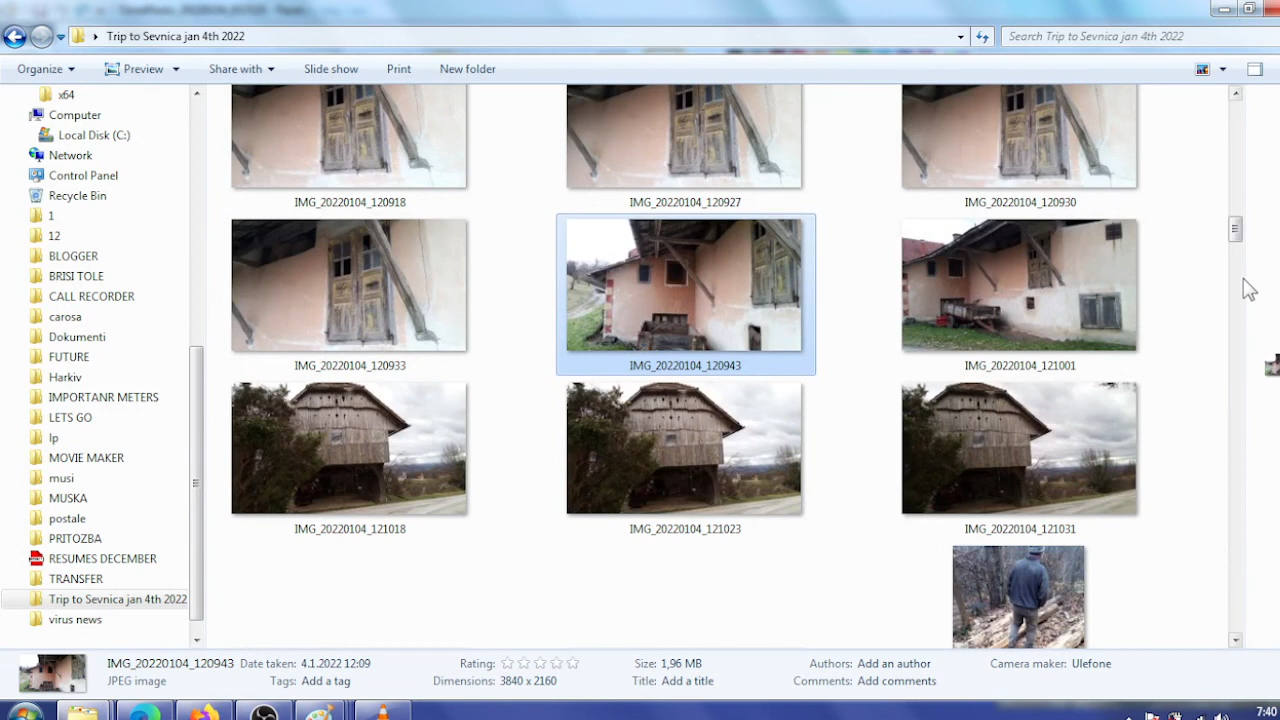 Trip to Sevnica jan 4th 2022
Search Trip to Sevnica jan 4th 2022
Organize Preview Share with Slide show Print New folder
x64
Computer
Local Disk (C:)
Network
Control Panel
Recycle Bin
1
12
BLOGGER
BRISI TOLE
CALL RECORDER
carosa
Dokumenti
FUTURE
Harkiv
IMPORTANR METERS
LETS GO
lp
MOVIE MAKER
musi
MUSKA
postale
PRITOZBA
RESUMES DECEMBER
TRANSFER
Trip to Sevnica jan 4th 2022
virus news
IMG_20220104_120918 IMG_20220104_120927 IMG_20220104_120930
IMG_20220104_120933 IMG_20220104_120943 IMG_20220104_121001
IMG_20220104_121018 IMG_20220104_121023 IMG_20220104_121031
IMG_20220104_120943 Date taken: 4.1.2022 12:09 Rating: Size: 1,96 MB Authors: Add an author Camera maker: Ulefone
JPEG image Tags: Add a tag Dimensions: 3840 x 2160 Title: Add a title Comments: Add comments
7:40